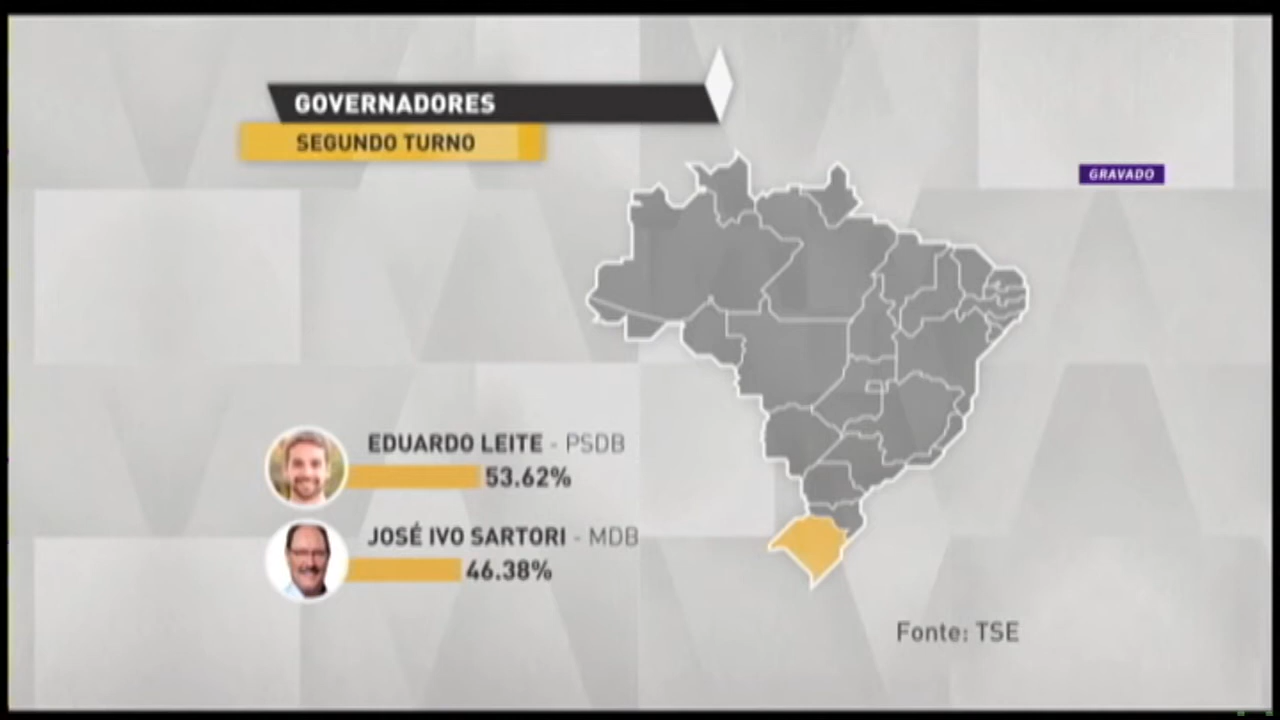 GOVERNADORES
SEGUNDO TURNO
GRAVADO
EDUARDO LEITE - PSDB
53.62%
JOSÉ IVO SARTORI - MDB
46.38%
Fonte: TSE